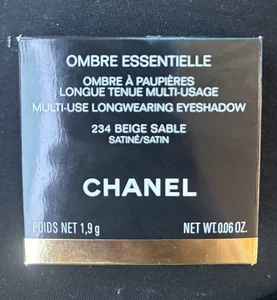 OMBRE ESSENTIELLE
OMBRE À PAUPIÈRES
LONGUE TENUE MULTI-USAGE
MULTI-USE LONGWEARING EYESHADOW
234 BEIGE SABLE
SATINÉ/SATIN
CHANEL
POIDS NET 1,9 g NET WT. 0.06 OZ.